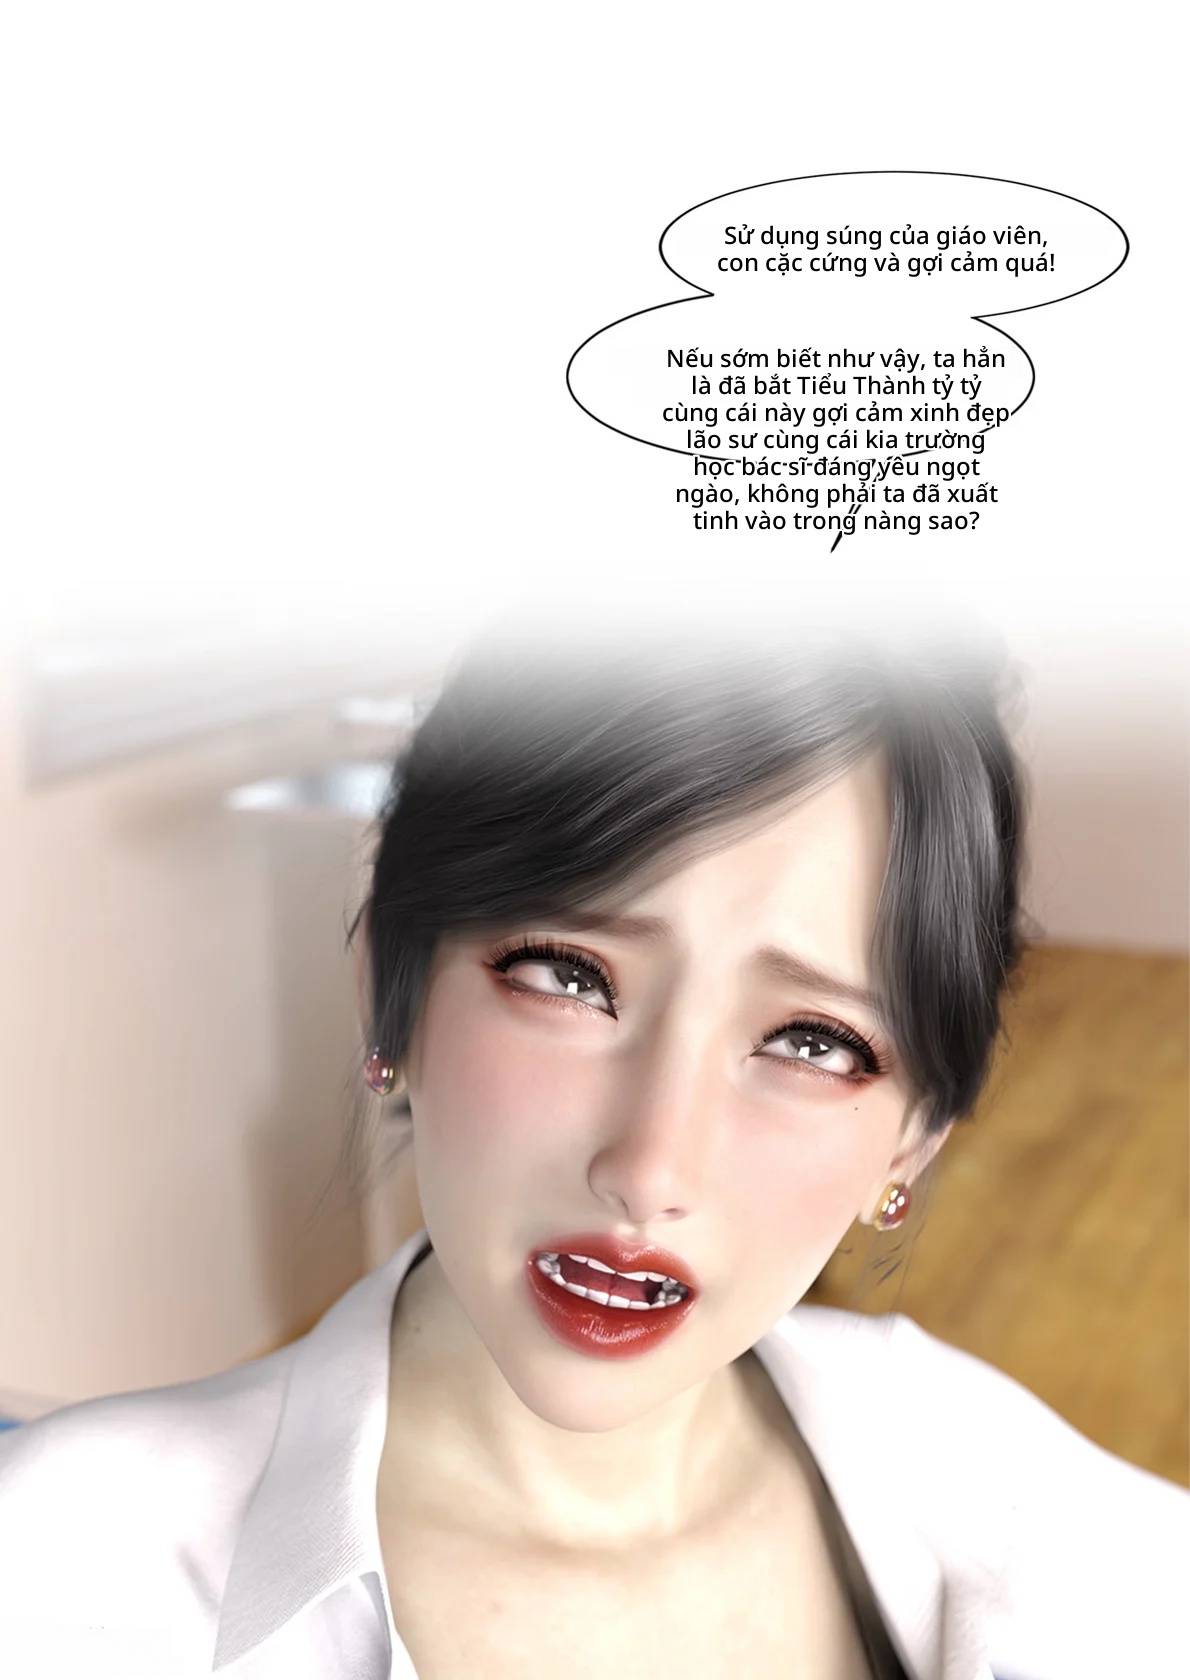 Sử dụng súng của giáo viên,
con cặc cứng và gợi cảm quá!
Nếu sớm biết như vậy, ta hẳn
là đã bắt Tiểu Thành tỷ tỷ
cùng cái này gợi cảm xinh đẹp
lão sư cùng cái kia trường
học bác sĩ đáng yêu ngọt
ngào, không phải ta đã xuất
tinh vào trong nàng sao?